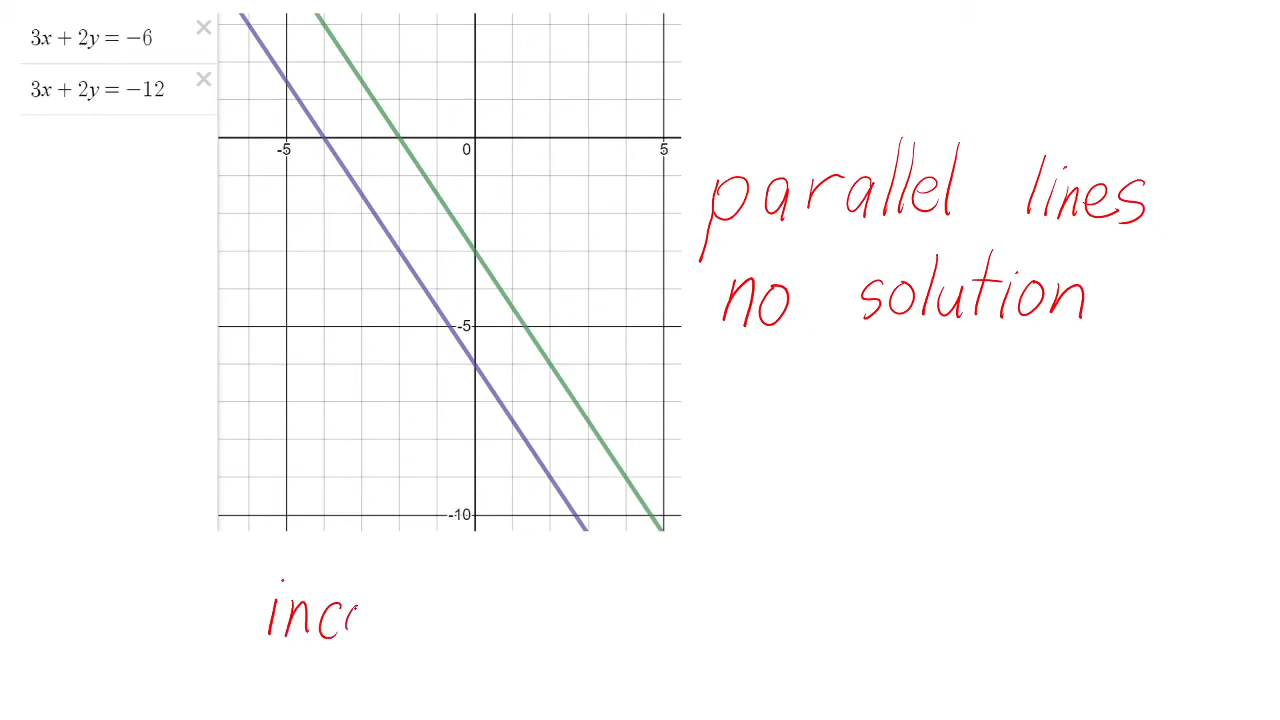 3x + 2y = −6
3x + 2y = −12
-5 0 5
-5
-10
parallel lines
no solution
inc